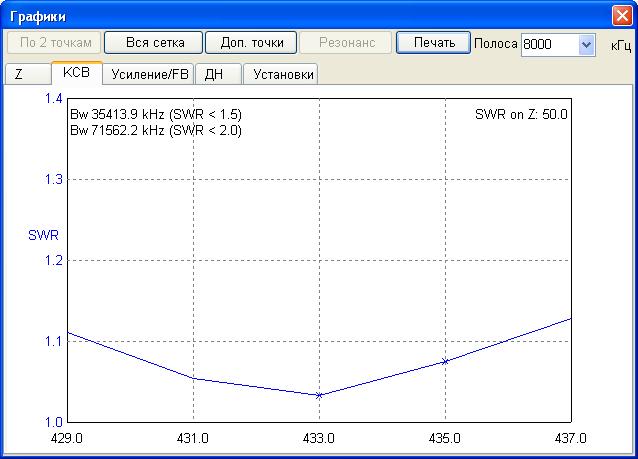 Графики
По 2 точкам Вся сетка Доп. точки Резонанс Печать Полоса 8000 кГц
Z КСВ Усиление/FB ДН Установки
1.4
Bw 35413.9 kHz (SWR < 1.5) SWR on Z: 50.0
Bw 71562.2 kHz (SWR < 2.0)
1.3
SWR
1.2
1.1
1.0
429.0 431.0 433.0 435.0 437.0